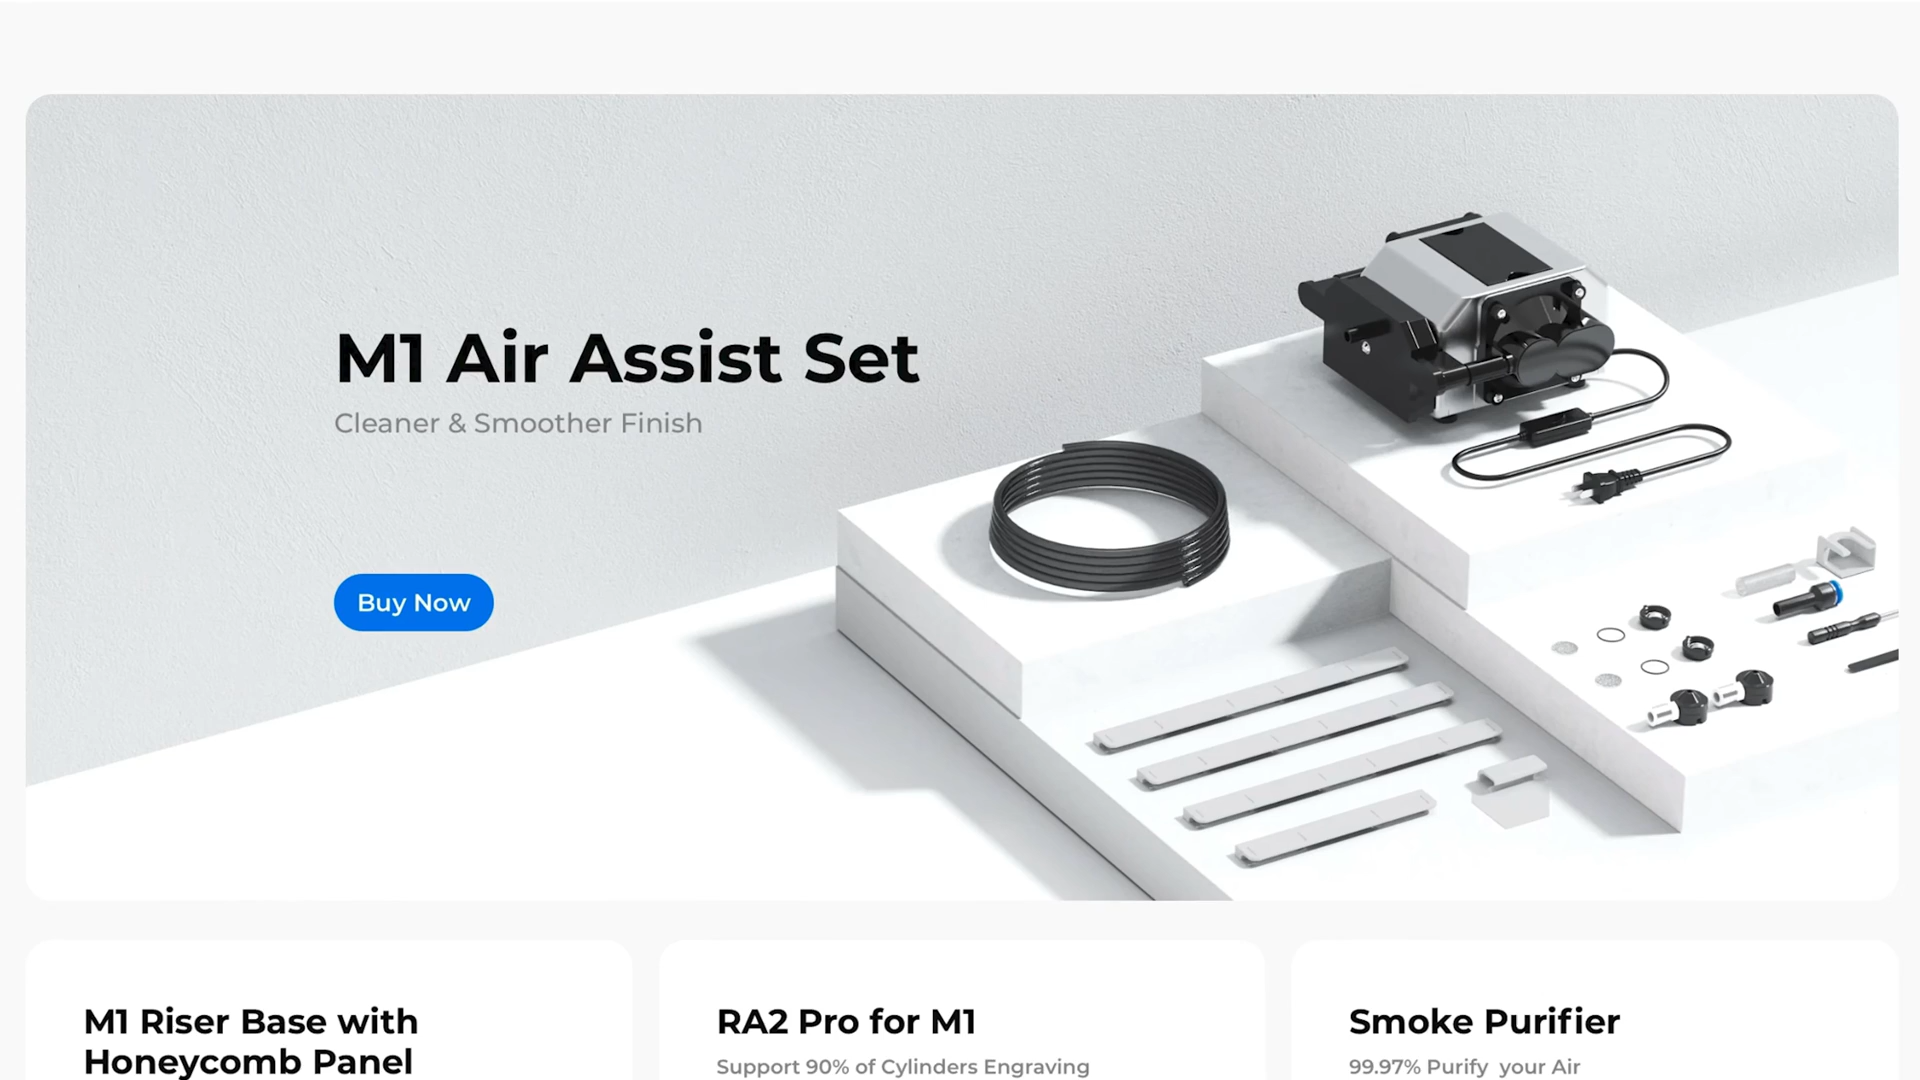 M1 Air Assist Set
Cleaner & Smoother Finish
Buy Now
M1 Riser Base with
Honeycomb Panel
RA2 Pro for M1
Support 90% of Cylinders Engraving
Smoke Purifier
99.97% Purify your Air